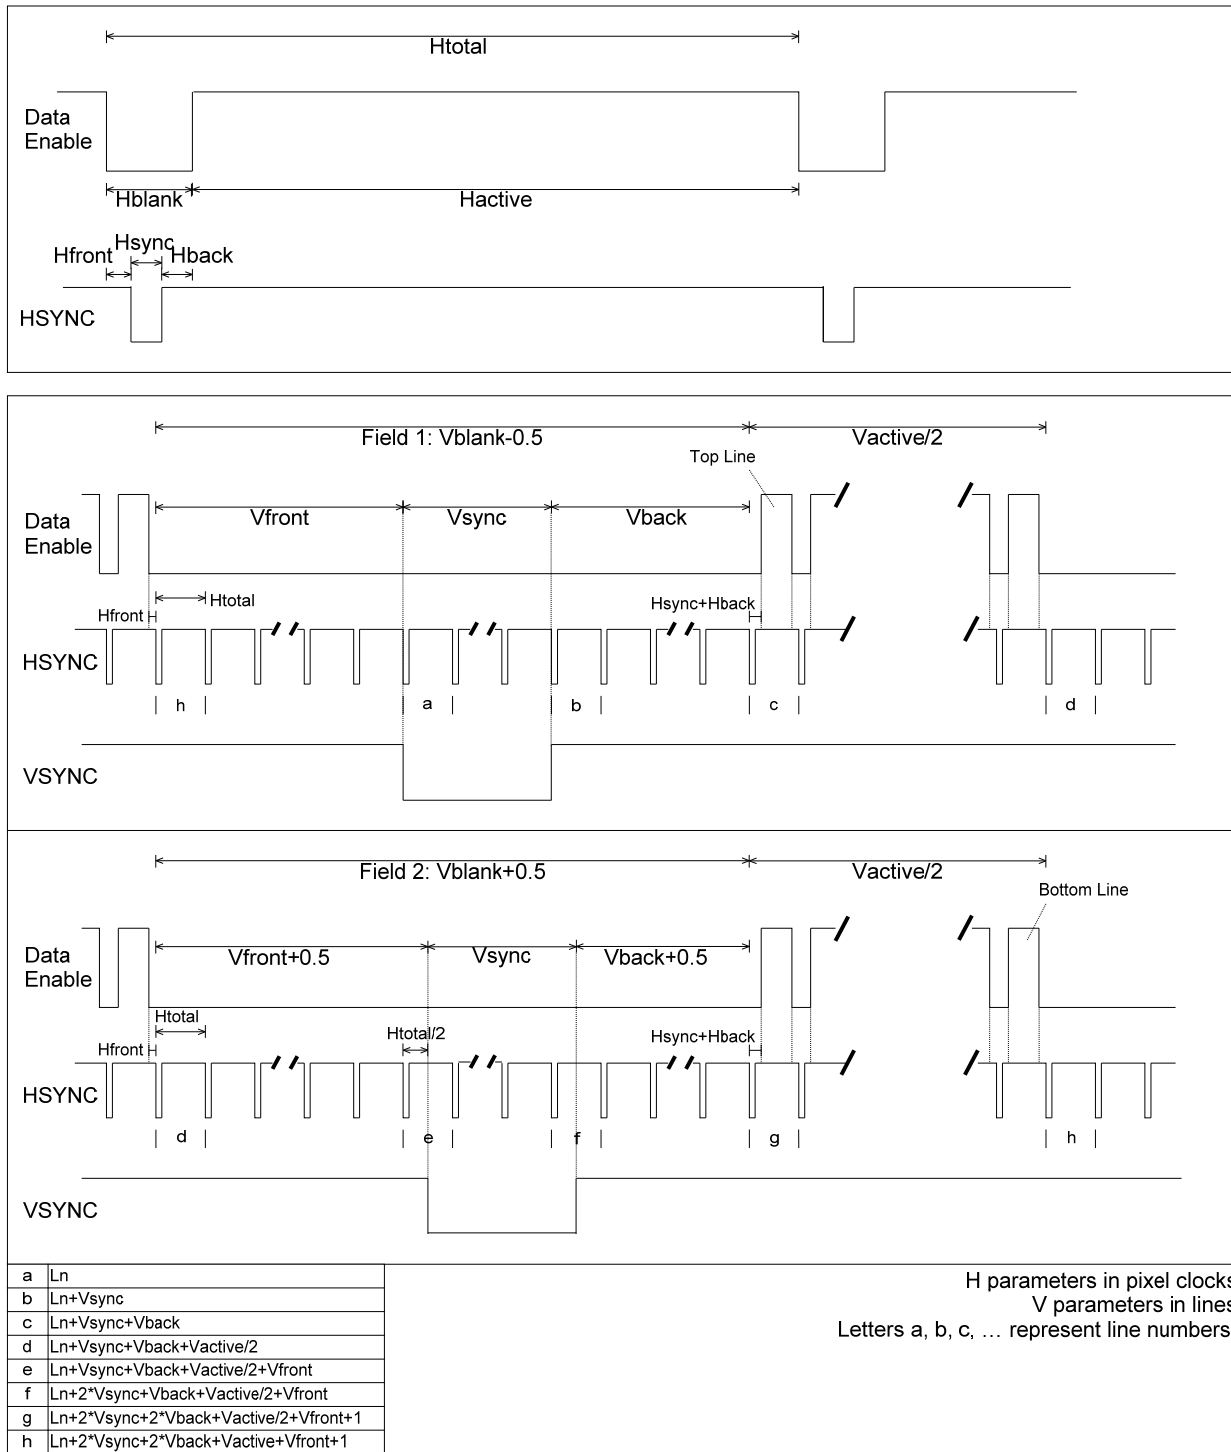 Htotal
Data
Enable
Hblank
Hactive
Hsync
Hfront
Hback
HSYNC
Field 1: Vblank-0.5
Vactive/2
Top Line
Data
Enable
Vfront
Vsync
Vback
Hfront
Htotal
Hsync+Hback
HSYNC
h
a
b
c
d
VSYNC
Field 2: Vblank+0.5
Vactive/2
Bottom Line
Data
Enable
Vfront+0.5
Vsync
Vback+0.5
Htotal
Hfront
Htotal/2
Hsync+Hback
HSYNC
d
e
f
g
h
VSYNC
a Ln
b Ln+Vsync
c Ln+Vsync+Vback
d Ln+Vsync+Vback+Vactive/2
e Ln+Vsync+Vback+Vactive/2+Vfront
f Ln+2*Vsync+Vback+Vactive/2+Vfront
g Ln+2*Vsync+2*Vback+Vactive/2+Vfront+1
h Ln+2*Vsync+2*Vback+Vactive+Vfront+1
H parameters in pixel clocks
V parameters in lines
Letters a, b, c, … represent line numbers